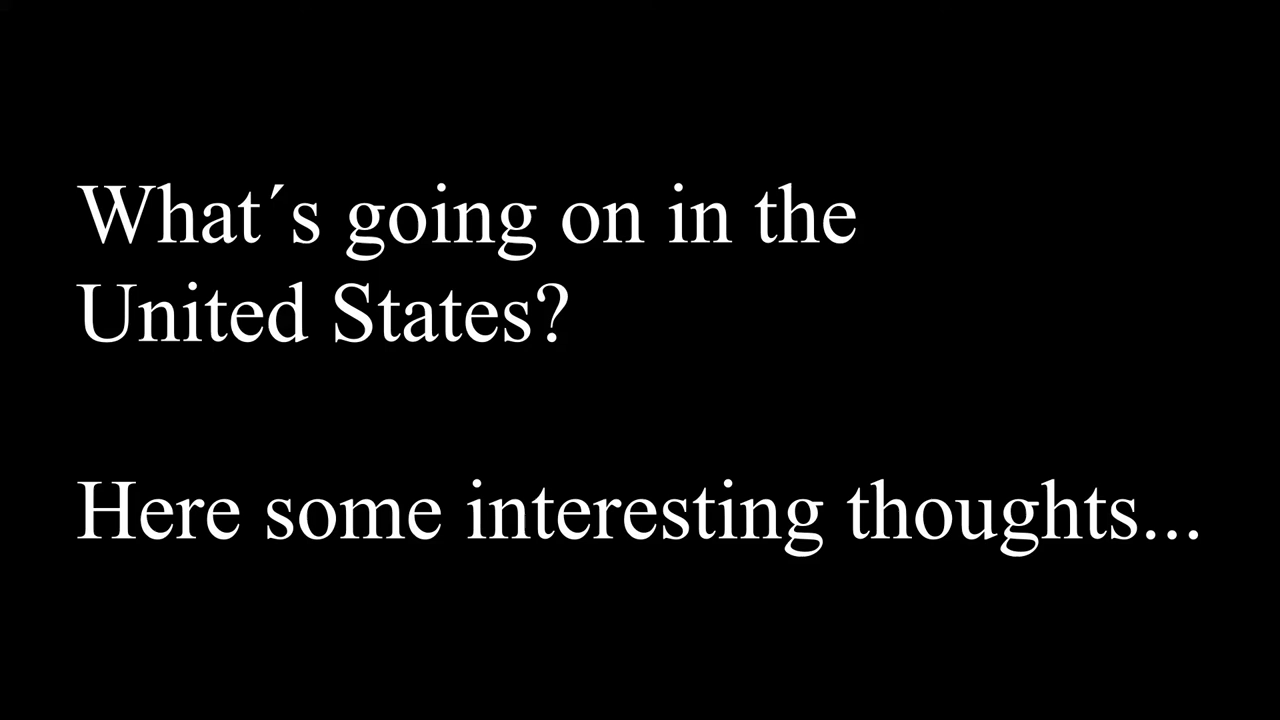 What´s going on in the
United States?
Here some interesting thoughts...